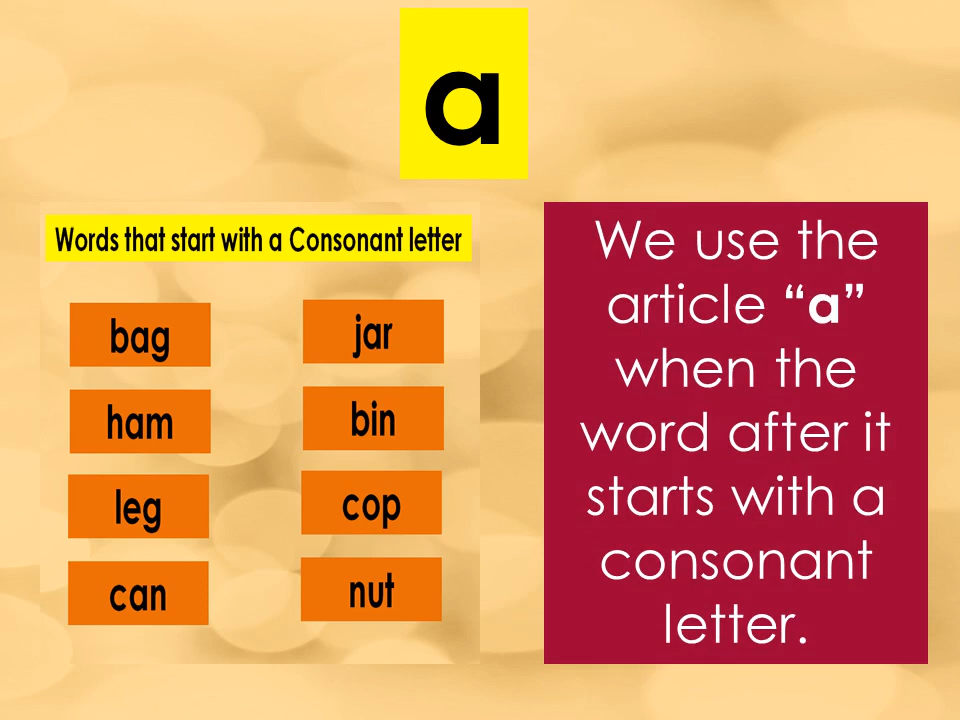 a
Words that start with a Consonant letter
bag
jar
ham
bin
leg
cop
can
nut
We use the
article “a”
when the
word after it
starts with a
consonant
letter.